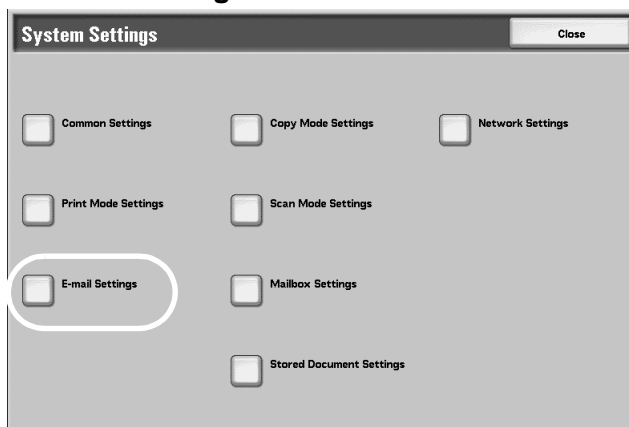 System Settings
Close
Common Settings
Copy Mode Settings
Network Settings
Print Mode Settings
Scan Mode Settings
E-mail Settings
Mailbox Settings
Stored Document Settings